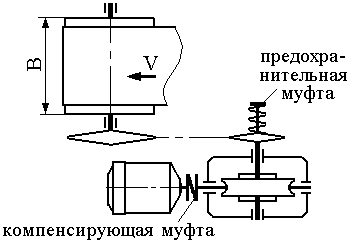 B
V
предохра-
нительная
муфта
компенсирующая муфта